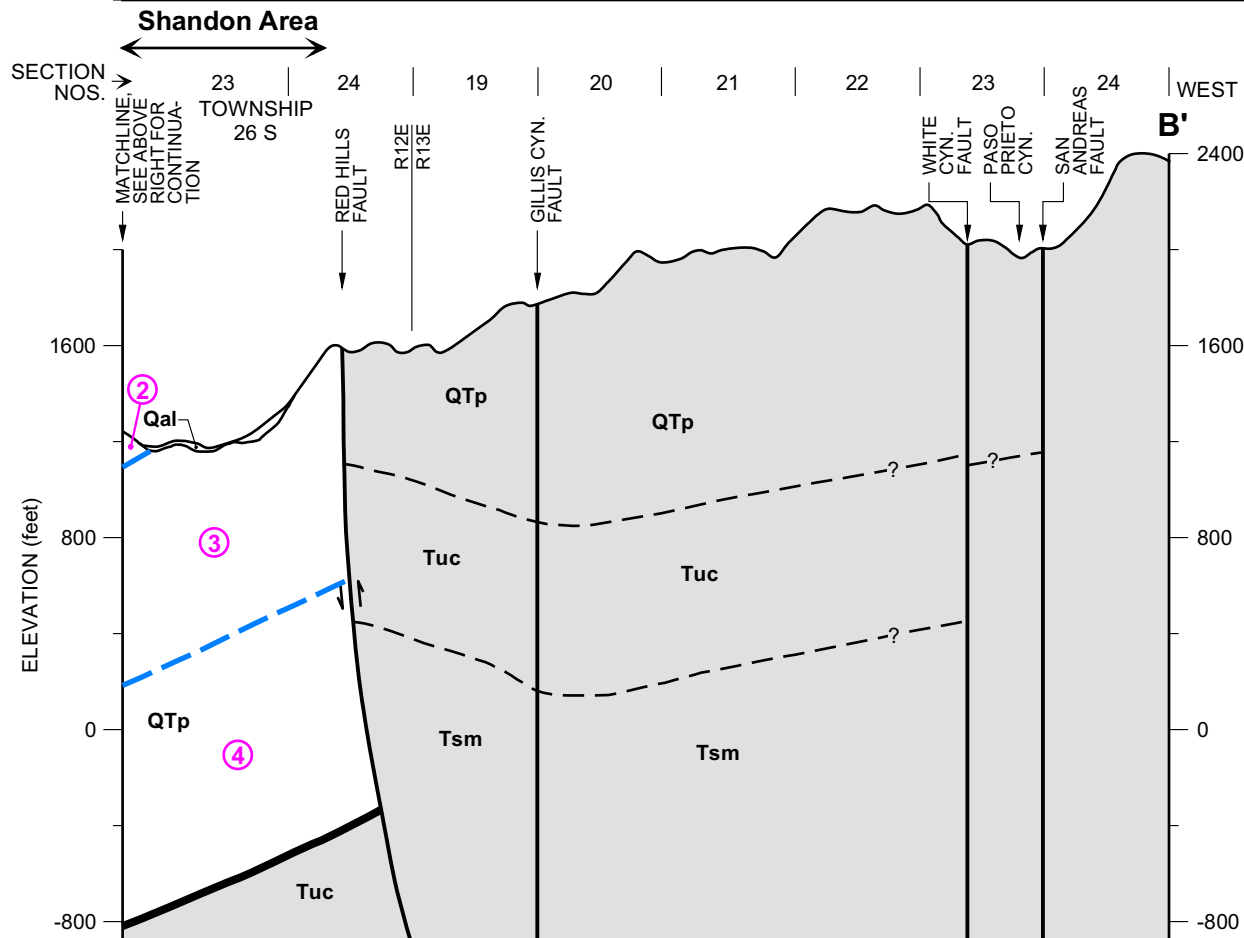 Shandon Area
SECTION
NOS.
23
24
19
20
21
22
23
24
WEST
TOWNSHIP
26 S
B'
MATCHLINE,
SEE ABOVE
RIGHT FOR
CONTINUA-
TION
RED HILLS
FAULT
R12E
R13E
GILLIS CYN.
FAULT
WHITE
CYN.
FAULT
PASO
PRIETO
CYN.
SAN
ANDREAS
FAULT
2400
1600
1600
2
Qal
QTp
QTp
?
?
ELEVATION (feet)
800
800
3
Tuc
Tuc
?
0
0
QTp
4
Tsm
Tsm
Tuc
-800
-800